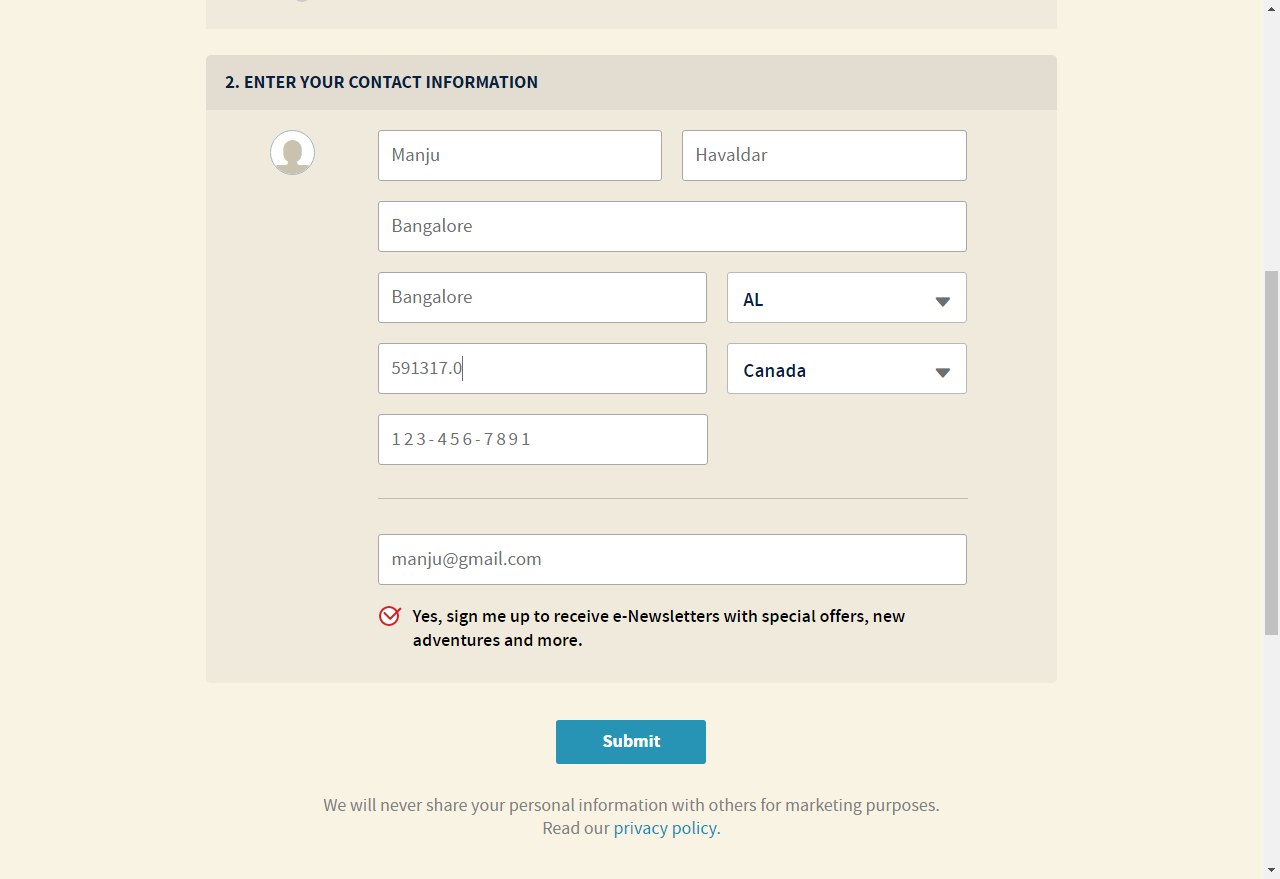 2. ENTER YOUR CONTACT INFORMATION
Manju Havaldar
Bangalore
Bangalore AL
591317.0 Canada
123-456-7891
manju@gmail.com
Yes, sign me up to receive e-Newsletters with special offers, new
adventures and more.
Submit
We will never share your personal information with others for marketing purposes.
Read our privacy policy.